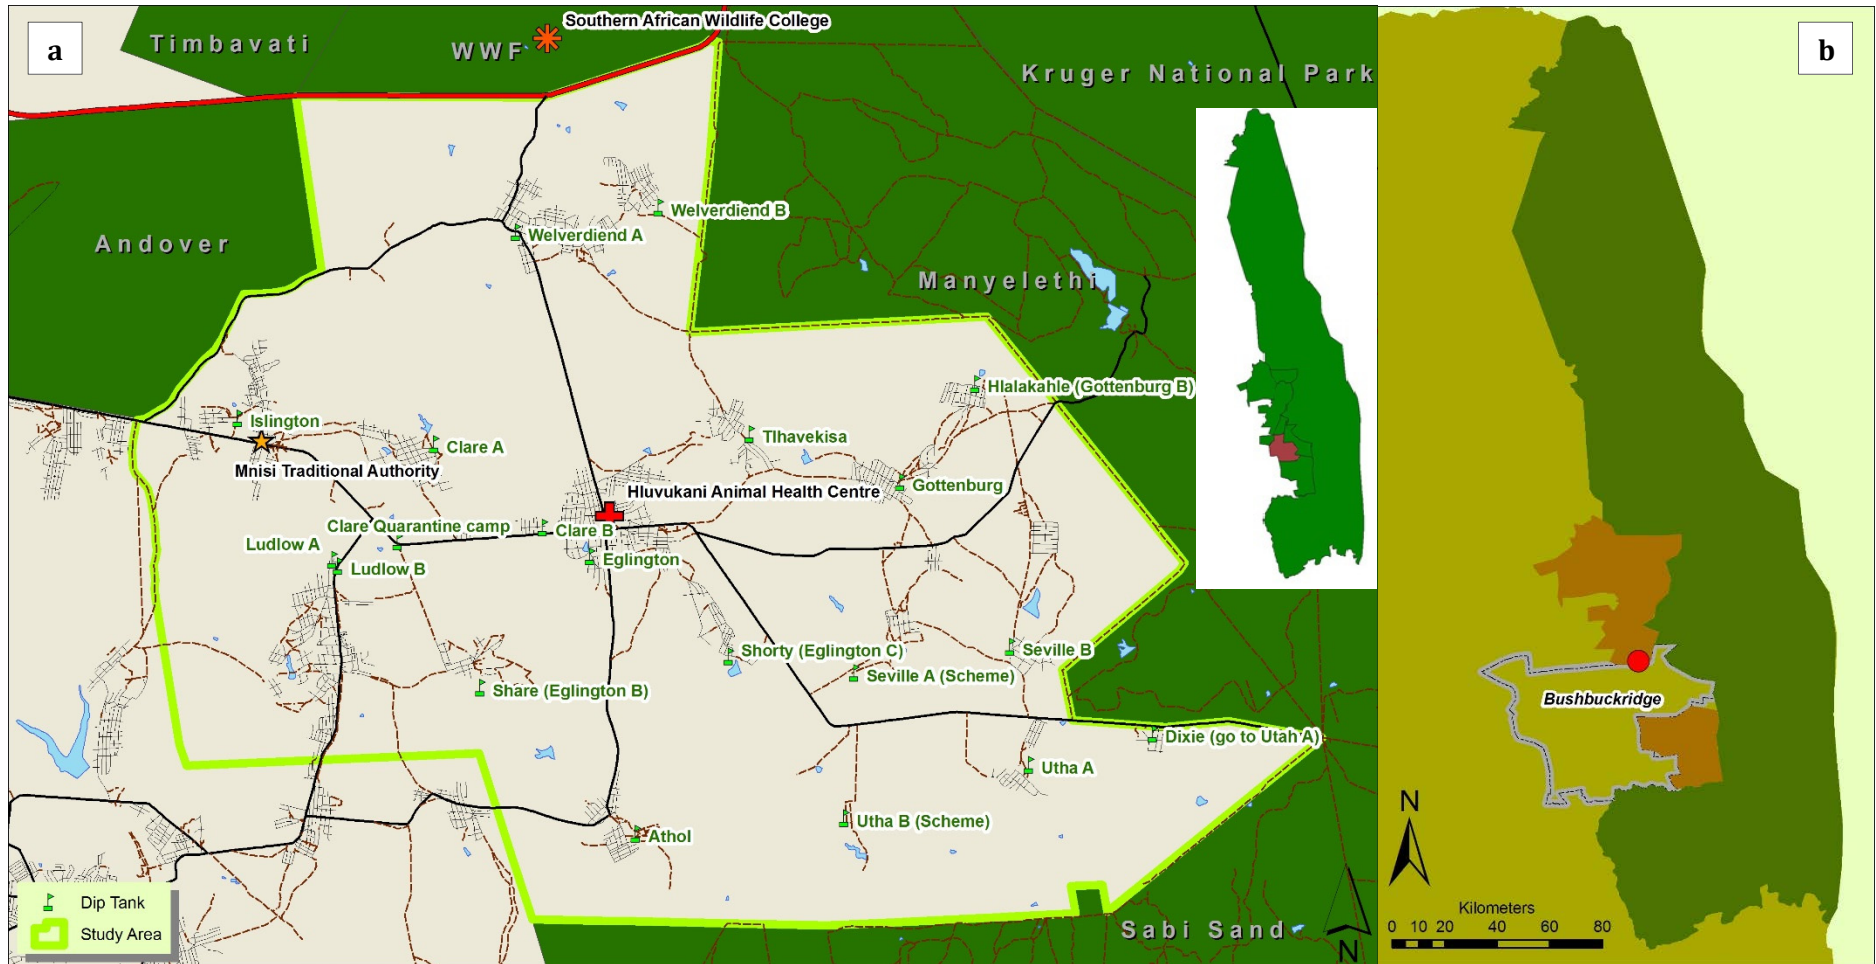 a
Timbavati
WWF
Southern African Wildlife College
Kruger National Park
Andover
Welverdiend B
Welverdiend A
Manyelethi
Hlalakahle (Gottenburg B)
Islington
Clare A
Tlhavekisa
Mnisi Traditional Authority
Hluvukani Animal Health Centre
Gottenburg
Clare Quarantine camp
Clare B
Ludlow A
Ludlow B
Eglington
Shorty (Eglington C)
Seville B
Share (Eglington B)
Seville A (Scheme)
Dixie (go to Utah A)
Utha A
Utha B (Scheme)
Athol
Sabi Sand
Dip Tank
Study Area
N
b
Bushbuckridge
N
Kilometers
0 10 20 40 60 80